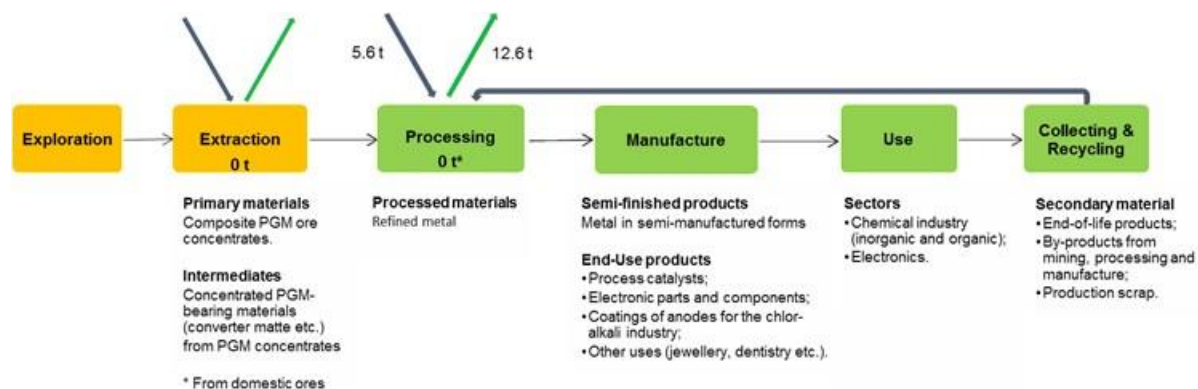 5.6 t
12.6 t
Exploration
Extraction
0 t
Processing
0 t*
Manufacture
Use
Collecting &
Recycling
Primary materials
Composite PGM ore
concentrates.
Intermediates
Concentrated PGM-
bearing materials
(converter matte etc.)
from PGM concentrates
* From domestic ores
Processed materials
Refined metal
Semi-finished products
Metal in semi-manufactured forms
End-Use products
•Process catalysts;
•Electronic parts and components;
•Coatings of anodes for the chlor-
alkali industry;
•Other uses (jewellery, dentistry etc.).
Sectors
•Chemical industry
(inorganic and organic);
•Electronics.
Secondary material
•End-of-life products;
•By-products from
mining, processing and
manufacture;
•Production scrap.